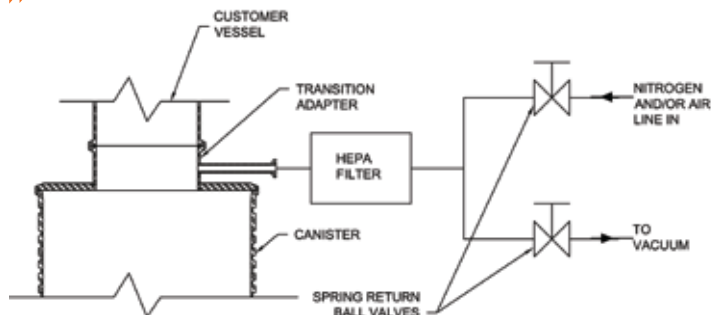 CUSTOMER
VESSEL
TRANSITION
ADAPTER
HEPA
FILTER
NITROGEN
AND/OR AIR
LINE IN
TO
VACUUM
CANISTER
SPRING RETURN
BALL VALVES